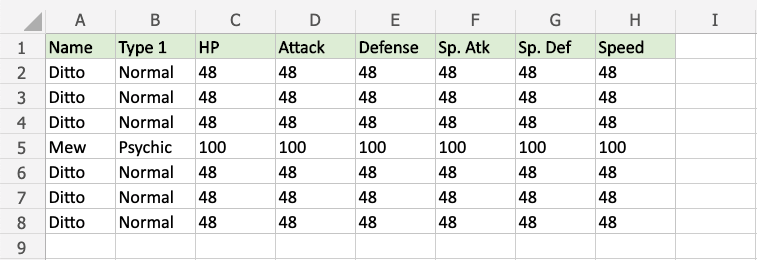 A B C D E F G H I
1 Name Type 1 HP Attack Defense Sp. Atk Sp. Def Speed
2 Ditto Normal 48 48 48 48 48 48
3 Ditto Normal 48 48 48 48 48 48
4 Ditto Normal 48 48 48 48 48 48
5 Mew Psychic 100 100 100 100 100 100
6 Ditto Normal 48 48 48 48 48 48
7 Ditto Normal 48 48 48 48 48 48
8 Ditto Normal 48 48 48 48 48 48
9